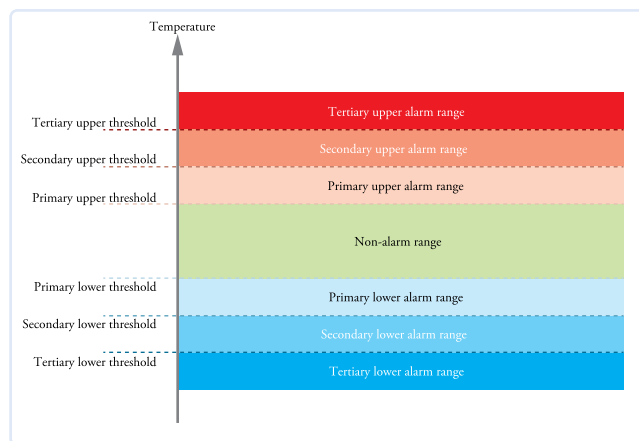 Temperature
Tertiary upper alarm range
Tertiary upper threshold
Secondary upper alarm range
Secondary upper threshold
Primary upper alarm range
Primary upper threshold
Non-alarm range
Primary lower threshold
Primary lower alarm range
Secondary lower threshold
Secondary lower alarm range
Tertiary lower threshold
Tertiary lower alarm range